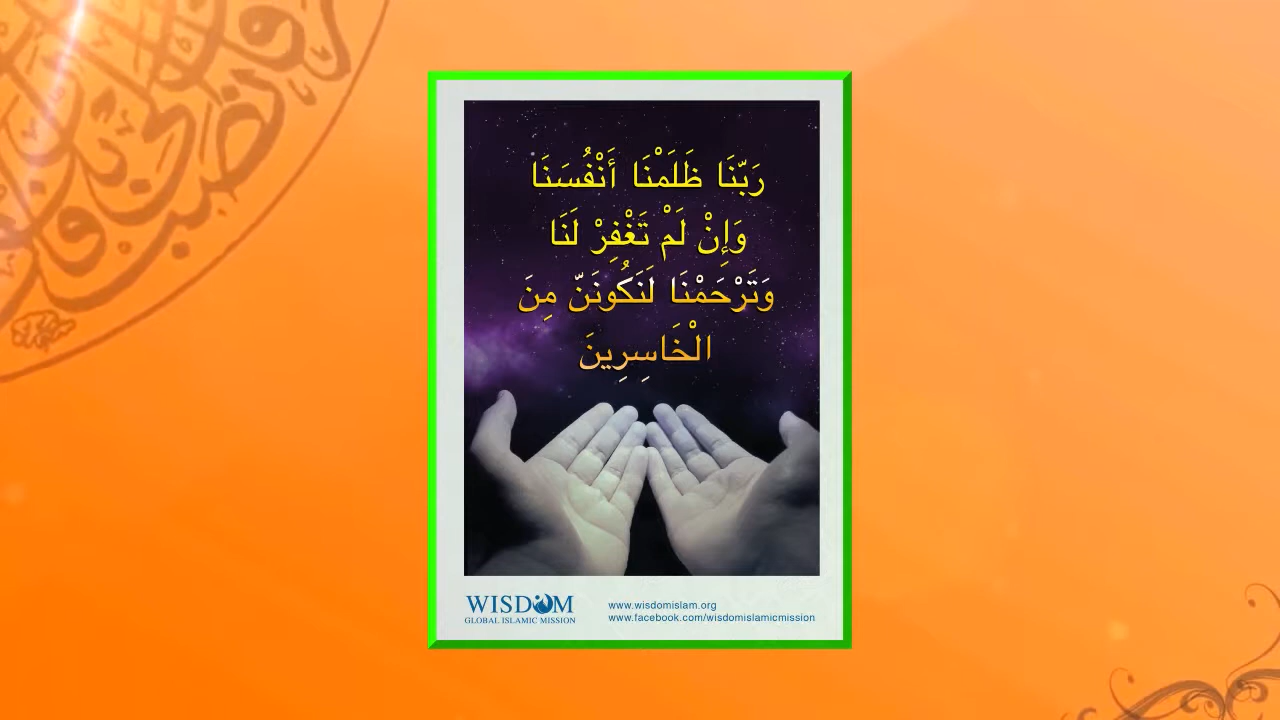 رَبّنَا ظَلَمْنَا أَنْفُسَنَا
وَإِنْ لَمْ تَغْفِرْ لَنَا
وَتَرْحَمْنَا لَنَكُونَنّ مِنَ
الْخَاسِرِينَ
WISDOM
GLOBAL ISLAMIC MISSION
www.wisdomislam.org
www.facebook.com/wisdomislamicmission